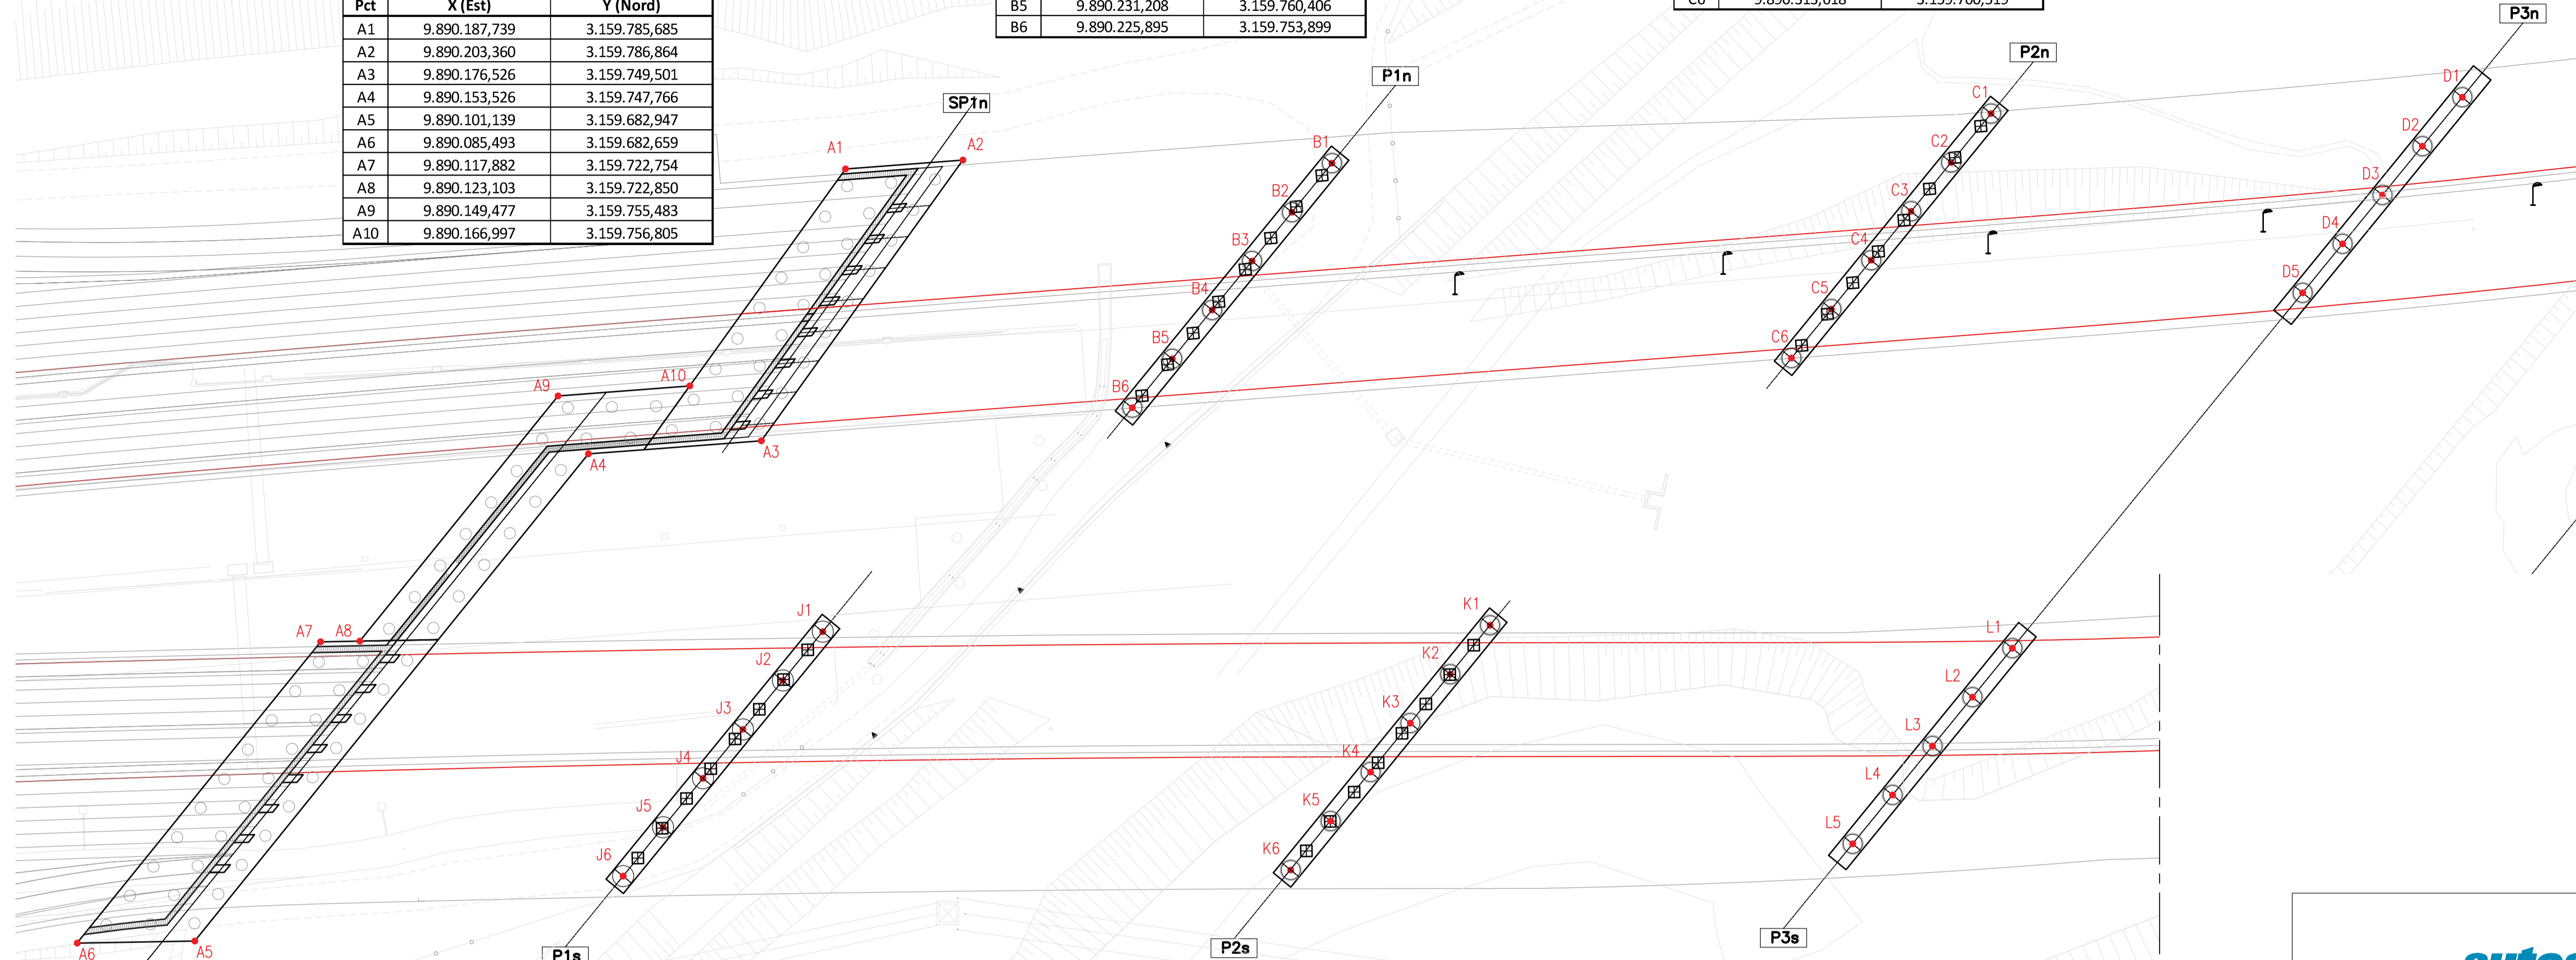 Pct X (Est) Y (Nord)
A1 9.890.187,739 3.159.785,685
A2 9.890.203,360 3.159.786,864
A3 9.890.176,526 3.159.749,501
A4 9.890.153,526 3.159.747,766
A5 9.890.101,139 3.159.682,947
A6 9.890.085,493 3.159.682,659
A7 9.890.117,882 3.159.722,754
A8 9.890.123,103 3.159.722,850
A9 9.890.149,477 3.159.755,483
A10 9.890.166,997 3.159.756,805
B5 9.890.231,208 3.159.760,406
B6 9.890.225,895 3.159.753,899
P3n
P2n
P1n
SP1n
D1
C1
D2
A1
A2
B1
C2
D3
B2
C3
D4
B3
C4
D5
B4
C5
B5
C6
A10
A9
B6
A3
A4
J1
K1
A7
A8
L1
J2
K2
L2
J3
K3
L3
J4
K4
L4
J5
K5
L5
J6
K6
P3s
P2s
A6
A5
P1s